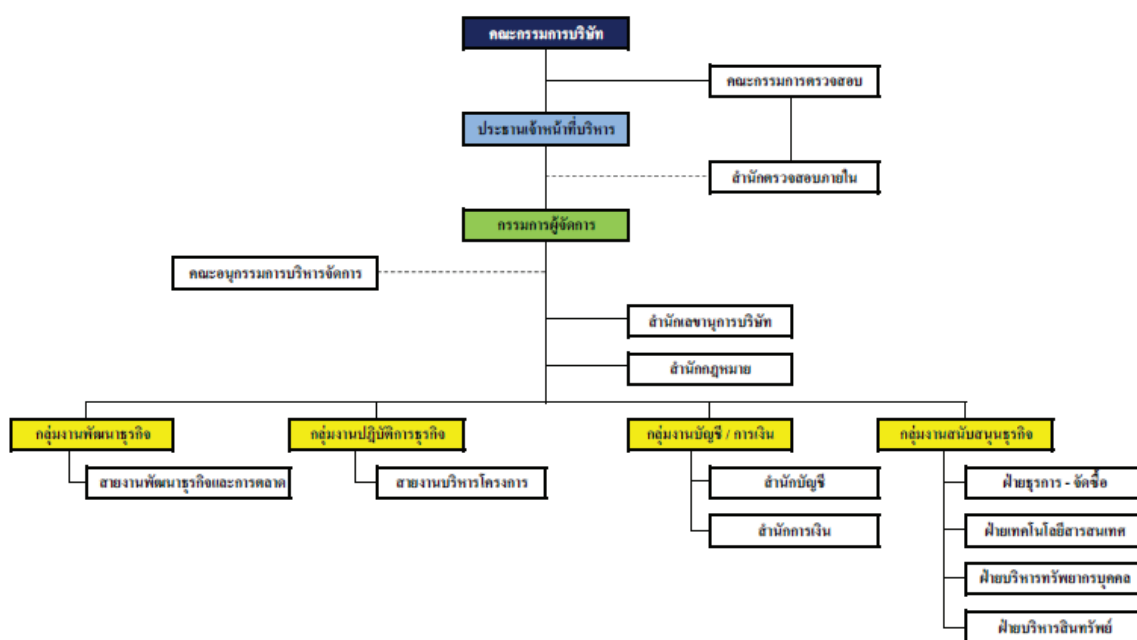 คณะกรรมการบริษัท
คณะกรรมการตรวจสอบ
ประธานเจ้าหน้าที่บริหาร
สำนักตรวจสอบภายใน
กรรมการผู้จัดการ
คณะอนุกรรมการบริหารจัดการ
สำนักเลขานุการบริษัท
สำนักกฎหมาย
กลุ่มงานพัฒนาธุรกิจ
กลุ่มงานปฏิบัติการธุรกิจ
กลุ่มงานบัญชี / การเงิน
กลุ่มงานสนับสนุนธุรกิจ
สายงานพัฒนาธุรกิจและการตลาด
สายงานบริหารโครงการ
สำนักบัญชี
ฝ่ายธุรการ - จัดซื้อ
สำนักการเงิน
ฝ่ายเทคโนโลยีสารสนเทศ
ฝ่ายบริหารทรัพยากรบุคคล
ฝ่ายบริหารสินทรัพย์